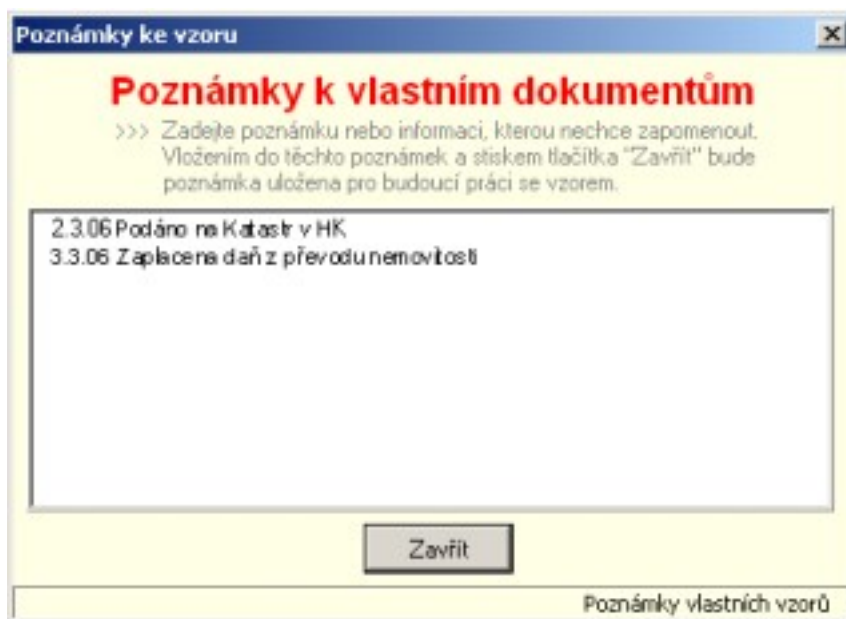 Poznámky ke vzoru
Poznámky k vlastním dokumentům
>>> Zadejte poznámku nebo informaci, kterou nechce zapomenout.
Vložením do těchto poznámek a stiskem tlačítka "Zavřít" bude
poznámka uložena pro budoucí práci se vzorem.
2.3.06 Podáno na Katastr v HK
3.3.06 Zaplacena daň z převodu nemovitosti
Zavřít
Poznámky vlastních vzorů